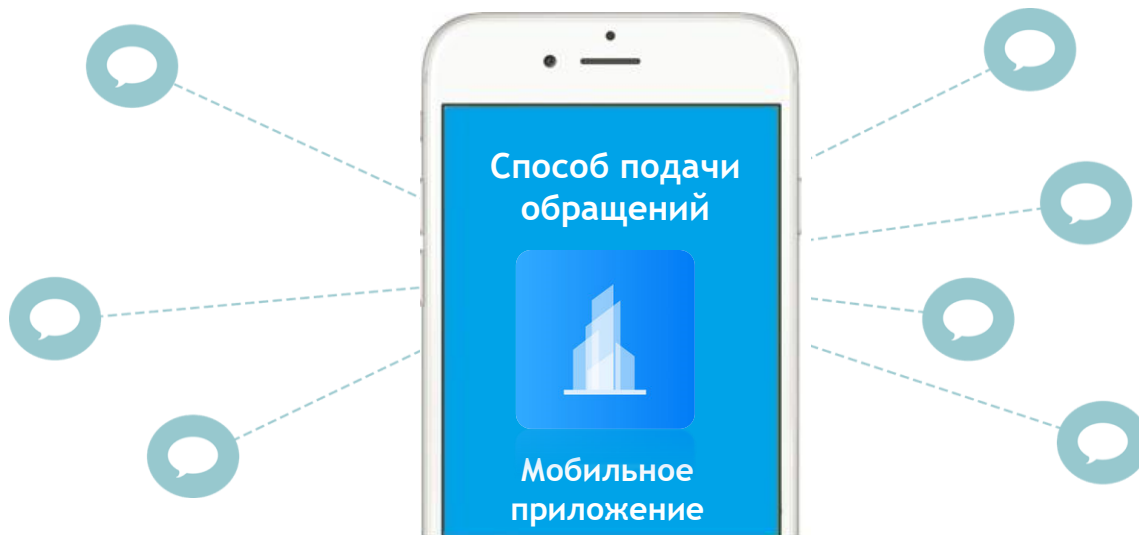 Способ подачи
обращений
Мобильное
приложение